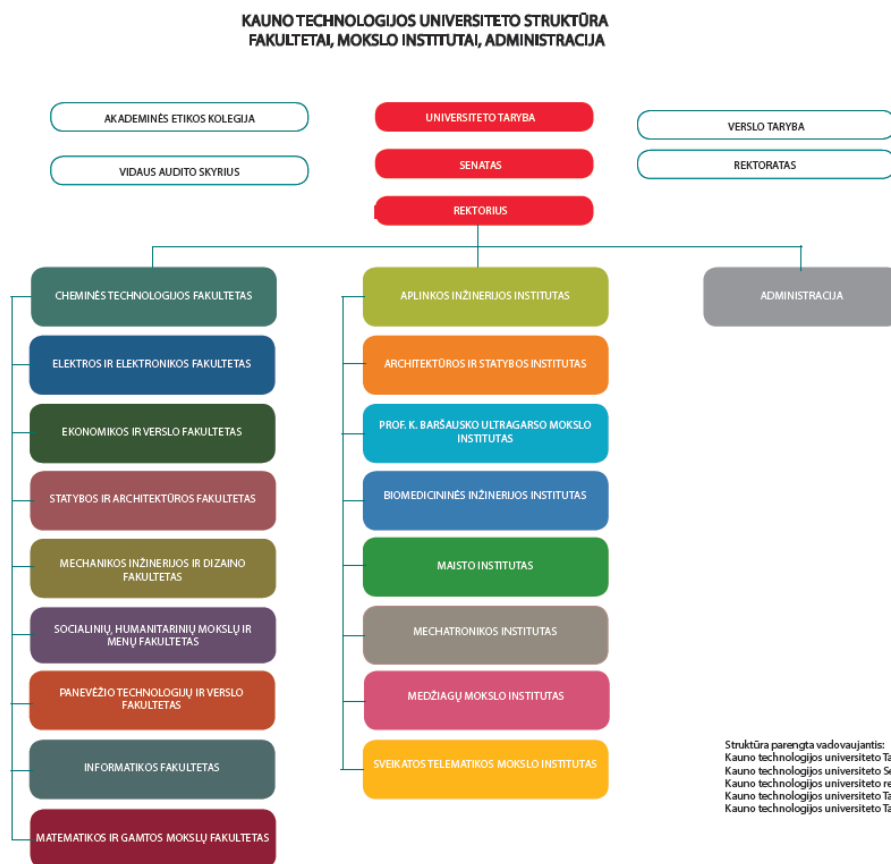 KAUNO TECHNOLOGIJOS UNIVERSITETO STRUKTŪRA
FAKULTETAI, MOKSLO INSTITUTAI, ADMINISTRACIJA
AKADEMINĖS ETIKOS KOLEGIJA
UNIVERSITETO TARYBA
VERSLO TARYBA
VIDAUS AUDITO SKYRIUS
SENATAS
REKTORATAS
REKTORIUS
CHEMINĖS TECHNOLOGIJOS FAKULTETAS
ELEKTROS IR ELEKTRONIKOS FAKULTETAS
EKONOMIKOS IR VERSLO FAKULTETAS
STATYBOS IR ARCHITEKTŪROS FAKULTETAS
MECHANIKOS INŽINERIJOS IR DIZAINO
FAKULTETAS
SOCIALINIŲ, HUMANITARINIŲ MOKSLŲ IR
MENŲ FAKULTETAS
PANEVĖŽIO TECHNOLOGIJŲ IR VERSLO
FAKULTETAS
INFORMATIKOS FAKULTETAS
MATEMATIKOS IR GAMTOS MOKSLŲ FAKULTETAS
APLINKOS INŽINERIJOS INSTITUTAS
ARCHITEKTŪROS IR STATYBOS INSTITUTAS
PROF. K. BARŠAUSKO ULTRAGARSO MOKSLO
INSTITUTAS
BIOMEDICININĖS INŽINERIJOS INSTITUTAS
MAISTO INSTITUTAS
MECHATRONIKOS INSTITUTAS
MEDŽIAGŲ MOKSLO INSTITUTAS
SVEIKATOS TELEMATIKOS MOKSLO INSTITUTAS
ADMINISTRACIJA
Struktūra parengta vadovaujantis:
Kauno technologijos universiteto Ta
Kauno technologijos universiteto Se
Kauno technologijos universiteto re
Kauno technologijos universiteto Ta
Kauno technologijos universiteto Ta